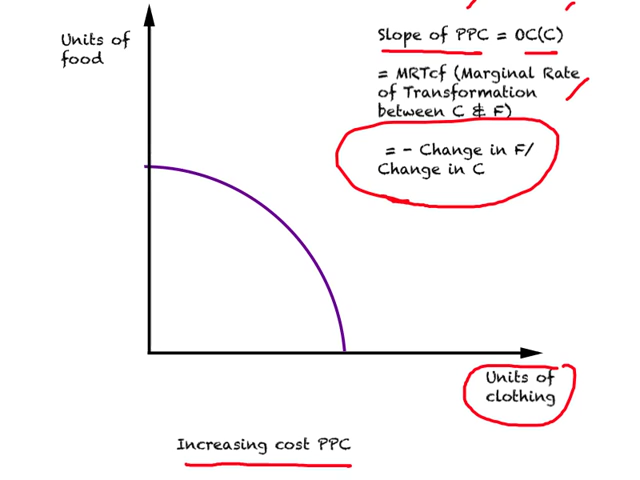 Units of
food
Slope of PPC = OC(C)
= MRTcf (Marginal Rate
of Transformation
between C & F)
= - Change in F/
Change in C
Units of
clothing
Increasing cost PPC